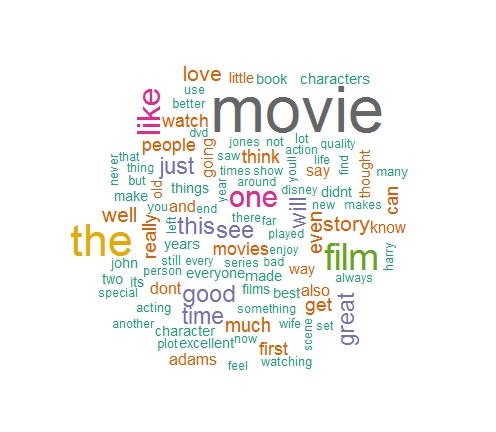 love little book characters
use
better
movie
like
watch
dvd
people
going
jones not lot quality
saw think action youll life find
say
thought
many
never that
thing
but
make
old
just
times show
things
year
around
disney
didnt
one
will
new makes
can
you and end
well
really
left
this see
there far
played
even
story know
the
years
movies enjoy
film
harry
john
still every series bad
way
always
two its
person everyone made
special
dont
good
films best also
get
great
acting
time
something
another
character
much
wife set
scene
plot excellent now
first
adams
feel
watching